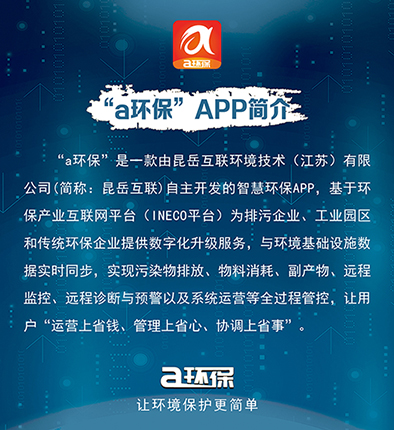 a环保
“a环保”APP简介
“a环保”是一款由昆岳互联环境技术（江苏）有限
公司(简称：昆岳互联)自主开发的智慧环保APP，基于环
保产业互联网平台（INECO平台）为排污企业、工业园区
和传统环保企业提供数字化升级服务，与环境基础设施数
据实时同步，实现污染物排放、物料消耗、副产物、远程
监控、远程诊断与预警以及系统运营等全过程管控，让用
户“运营上省钱、管理上省心、协调上省事”。
a环保
让环境保护更简单